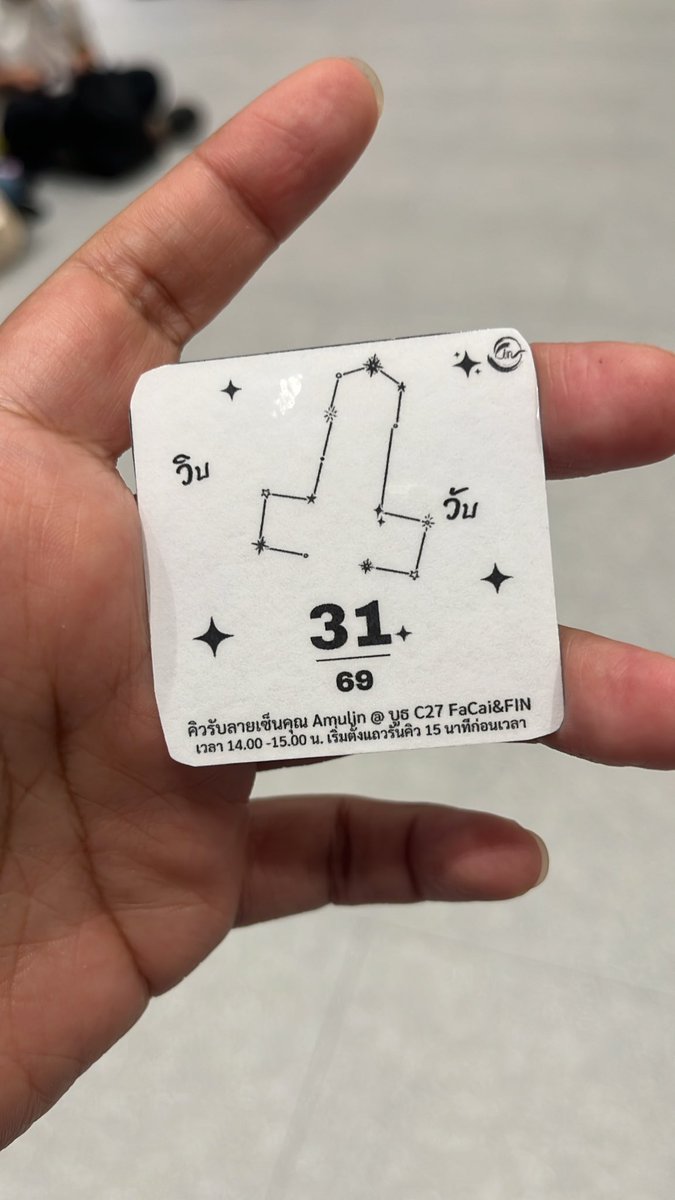 วิบ
วับ
31
69
คิวรับลายเซ็นคุณ Amulin @ บูธ C27 FaCai&FIN
เวลา 14.00 -15.00 น. เริ่มตั้งแถวรันคิว 15 นาทีก่อนเวลา